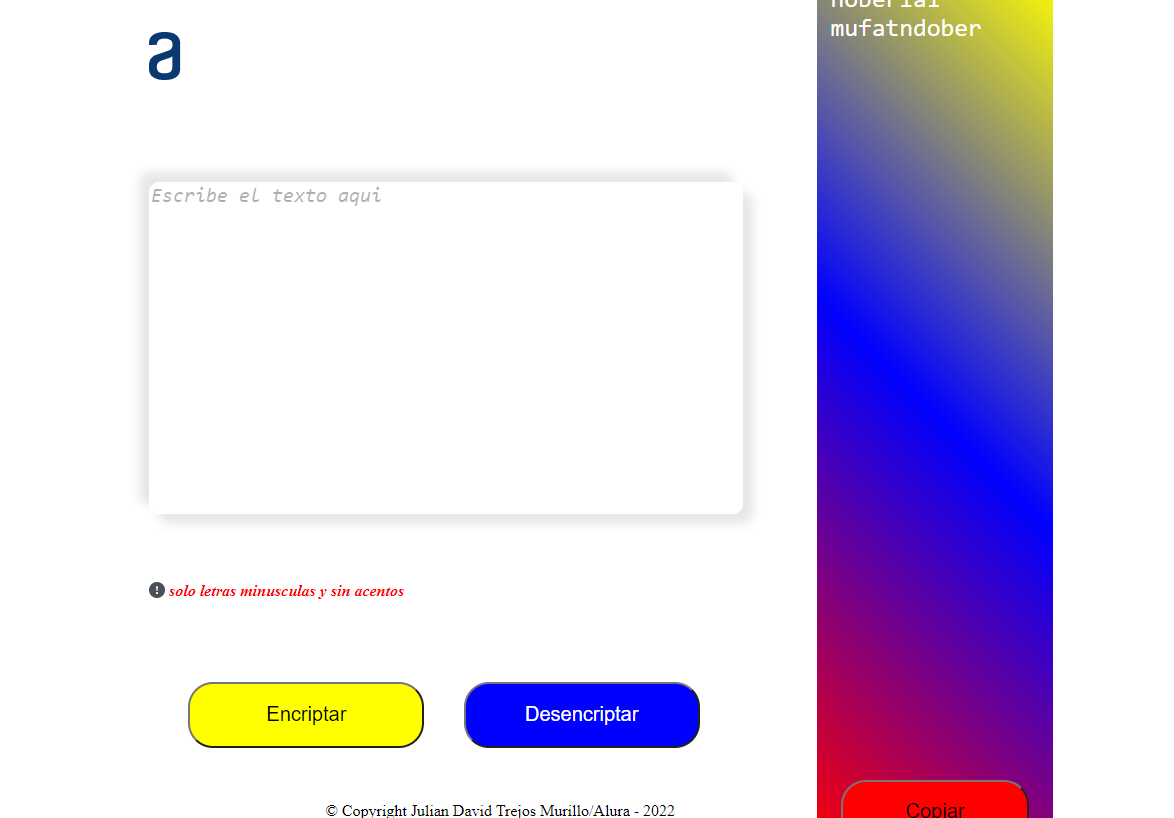 a
Escribe el texto aqui
solo letras minusculas y sin acentos
Encriptar
Desencriptar
© Copyright Julian David Trejos Murillo/Alura - 2022
mufatndober
Copiar